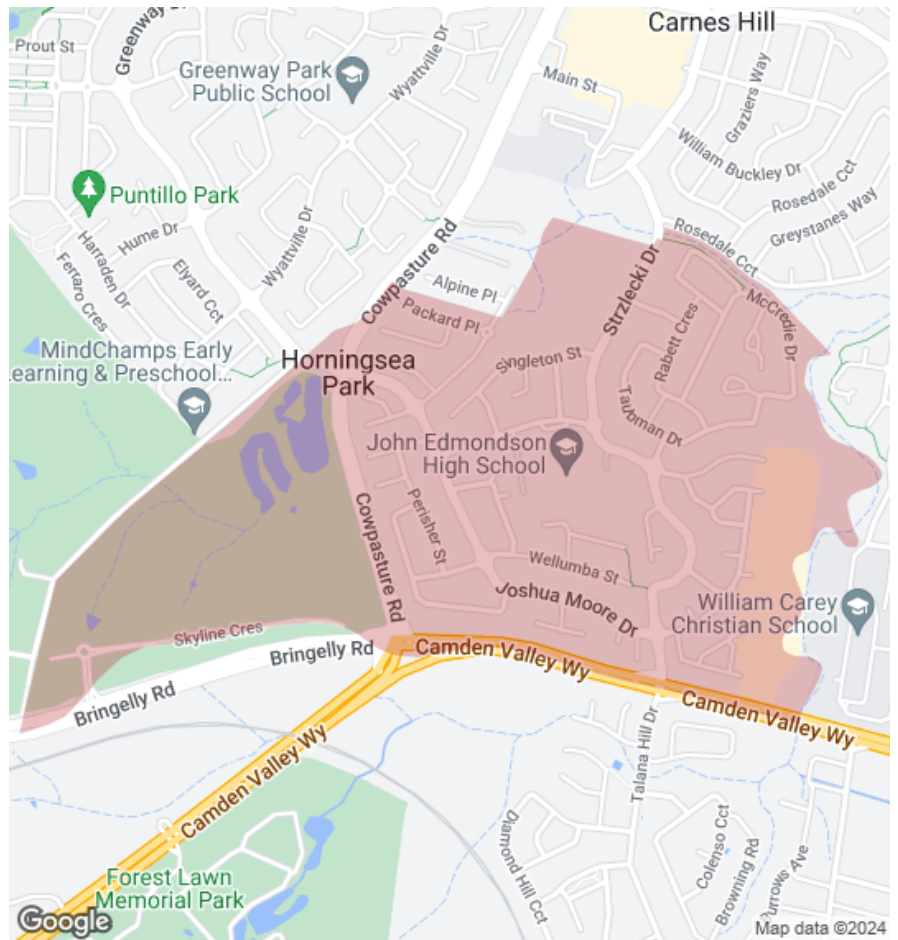 Carnes Hill
Greenway Dr
Prout St
Greenway Park
Public School
Wyattville Dr
Main St
Graziers Way
William Buckley Dr
Rosedale Cct
Greystanes Way
Puntillo Park
Harraden Dr
Hume Dr
Wyattville Dr
Fertaro Cres
Elyard Cct
Cowpasture Rd
Alpine Pl
Packard Pl
Strzlecki Dr
Rosedale Cct
McCredie Dr
MindChamps Early
Learning & Preschool...
Horningsea
Park
Singleton St
Rabett Cres
Taubman Dr
John Edmondson
High School
Perisher St
Cowpasture Rd
Wellumba St
Joshua Moore Dr
William Carey
Christian School
Skyline Cres
Bringelly Rd
Bringelly Rd
Camden Valley Wy
Camden Valley Wy
Camden Valley Wy
Talana Hill Dr
Diamond Hill Cct
Colenso Cct
Browning Rd
Forest Lawn
Memorial Park
Google
Map data ©2024